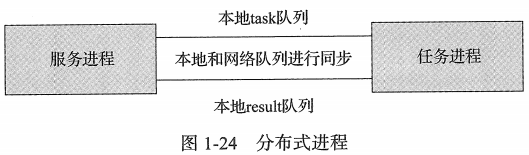 本地task队列
服务进程
本地和网络队列进行同步
任务进程
本地result队列
图 1-24 分布式进程